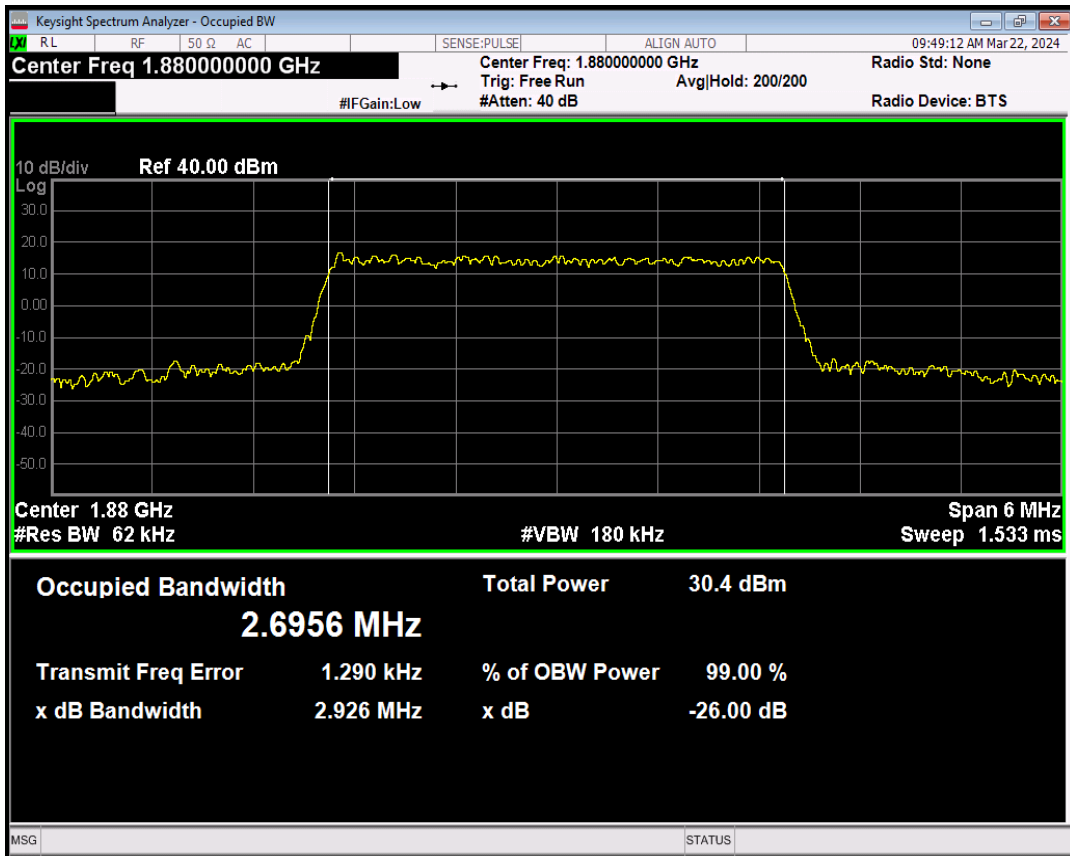 Keysight Spectrum Analyzer - Occupied BW
LXI RL RF 50 Ω AC SENSE:PULSE ALIGN AUTO 09:49:12 AM Mar 22, 2024
Center Freq 1.880000000 GHz Center Freq: 1.880000000 GHz Radio Std: None
Trig: Free Run Avg|Hold: 200/200
#IFGain:Low #Atten: 40 dB Radio Device: BTS
10 dB/div Ref 40.00 dBm
Log
30.0
20.0
10.0
0.00
-10.0
-20.0
-30.0
-40.0
-50.0
Center 1.88 GHz Span 6 MHz
#Res BW 62 kHz #VBW 180 kHz Sweep 1.533 ms
Occupied Bandwidth Total Power 30.4 dBm
2.6956 MHz
Transmit Freq Error 1.290 kHz % of OBW Power 99.00 %
x dB Bandwidth 2.926 MHz x dB -26.00 dB
MSG STATUS